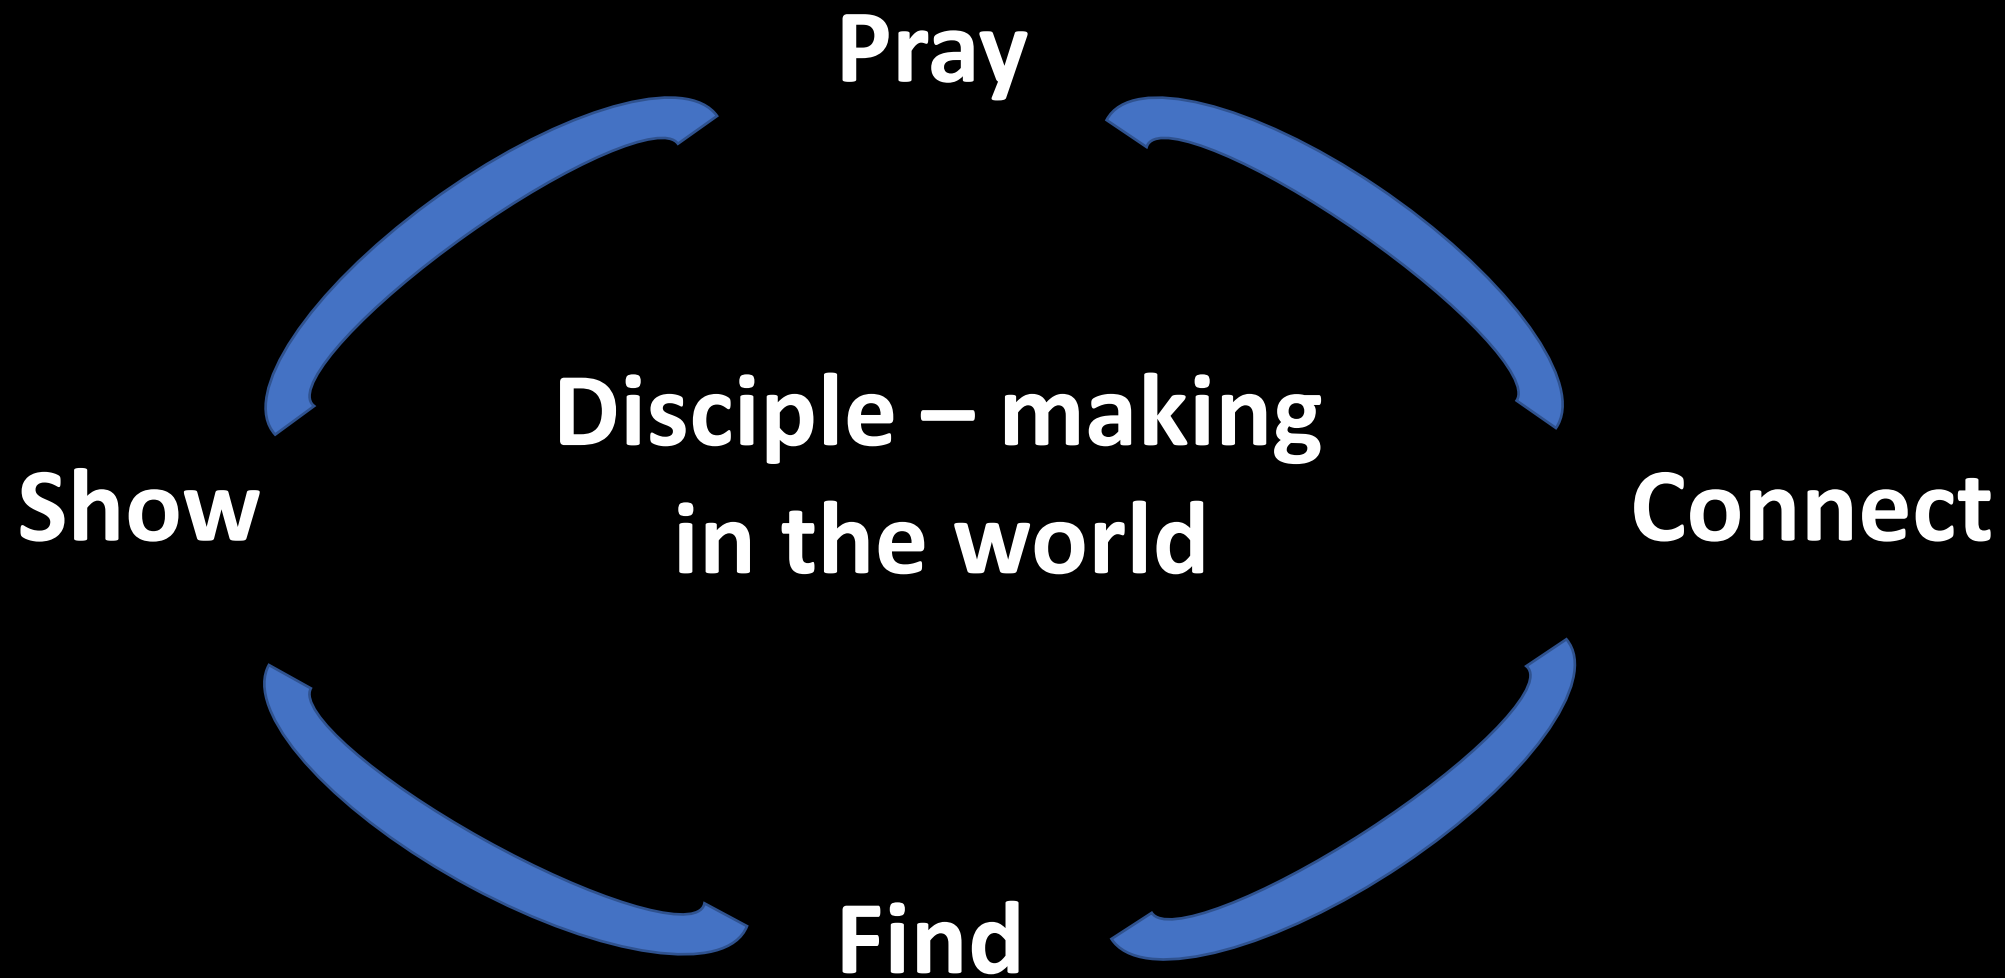 Pray
Disciple – making
in the world
Show
Connect
Find